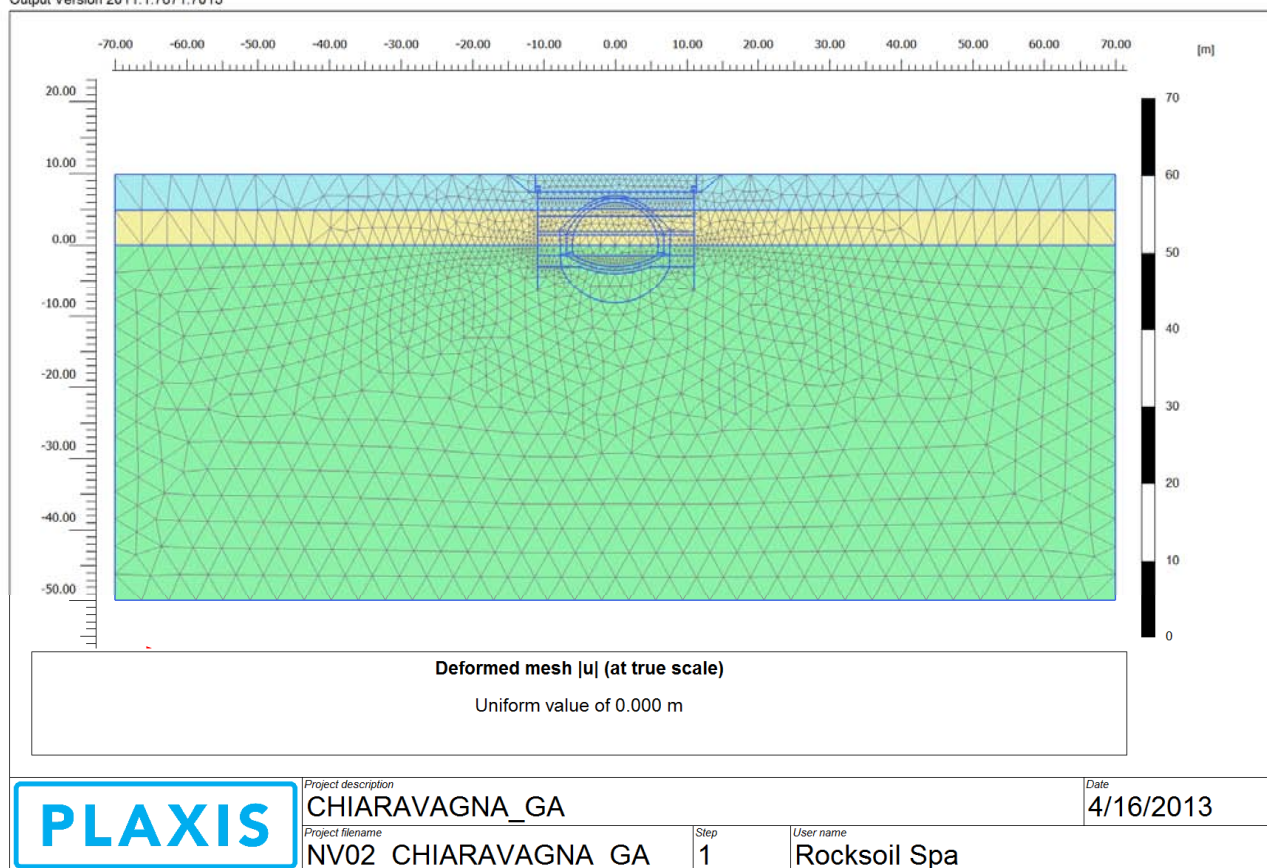 -70.00 -60.00 -50.00 -40.00 -30.00 -20.00 -10.00 0.00 10.00 20.00 30.00 40.00 50.00 60.00 70.00
[m]
20.00
10.00
0.00
-10.00
-20.00
-30.00
-40.00
-50.00
70
60
50
40
30
20
10
0
Deformed mesh |u| (at true scale)
Uniform value of 0.000 m
PLAXIS
Project description
CHIARAVAGNA_GA
Date
4/16/2013
Project filename
NV02_CHIARAVAGNA_GA
Step
1
User name
Rocksoil Spa